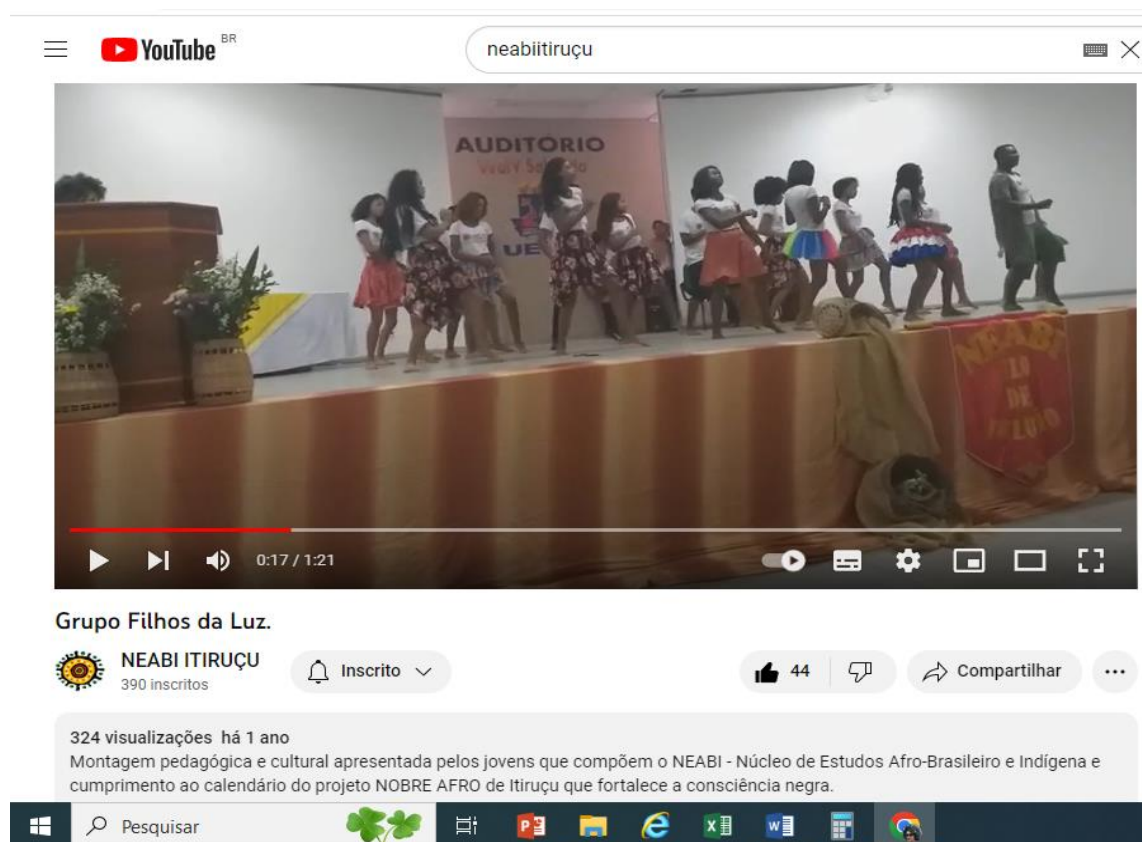 YouTube BR
neabiitiruçu
AUDITÓRIO
NEABI
DE
0:17 / 1:21
Grupo Filhos da Luz.
NEABI ITIRUÇU
390 inscritos
Inscrito
44
Compartilhar
324 visualizações há 1 ano
Montagem pedagógica e cultural apresentada pelos jovens que compõem o NEABI - Núcleo de Estudos Afro-Brasileiro e Indígena e
cumprimento ao calendário do projeto NOBRE AFRO de Itiruçu que fortalece a consciência negra.
Pesquisar